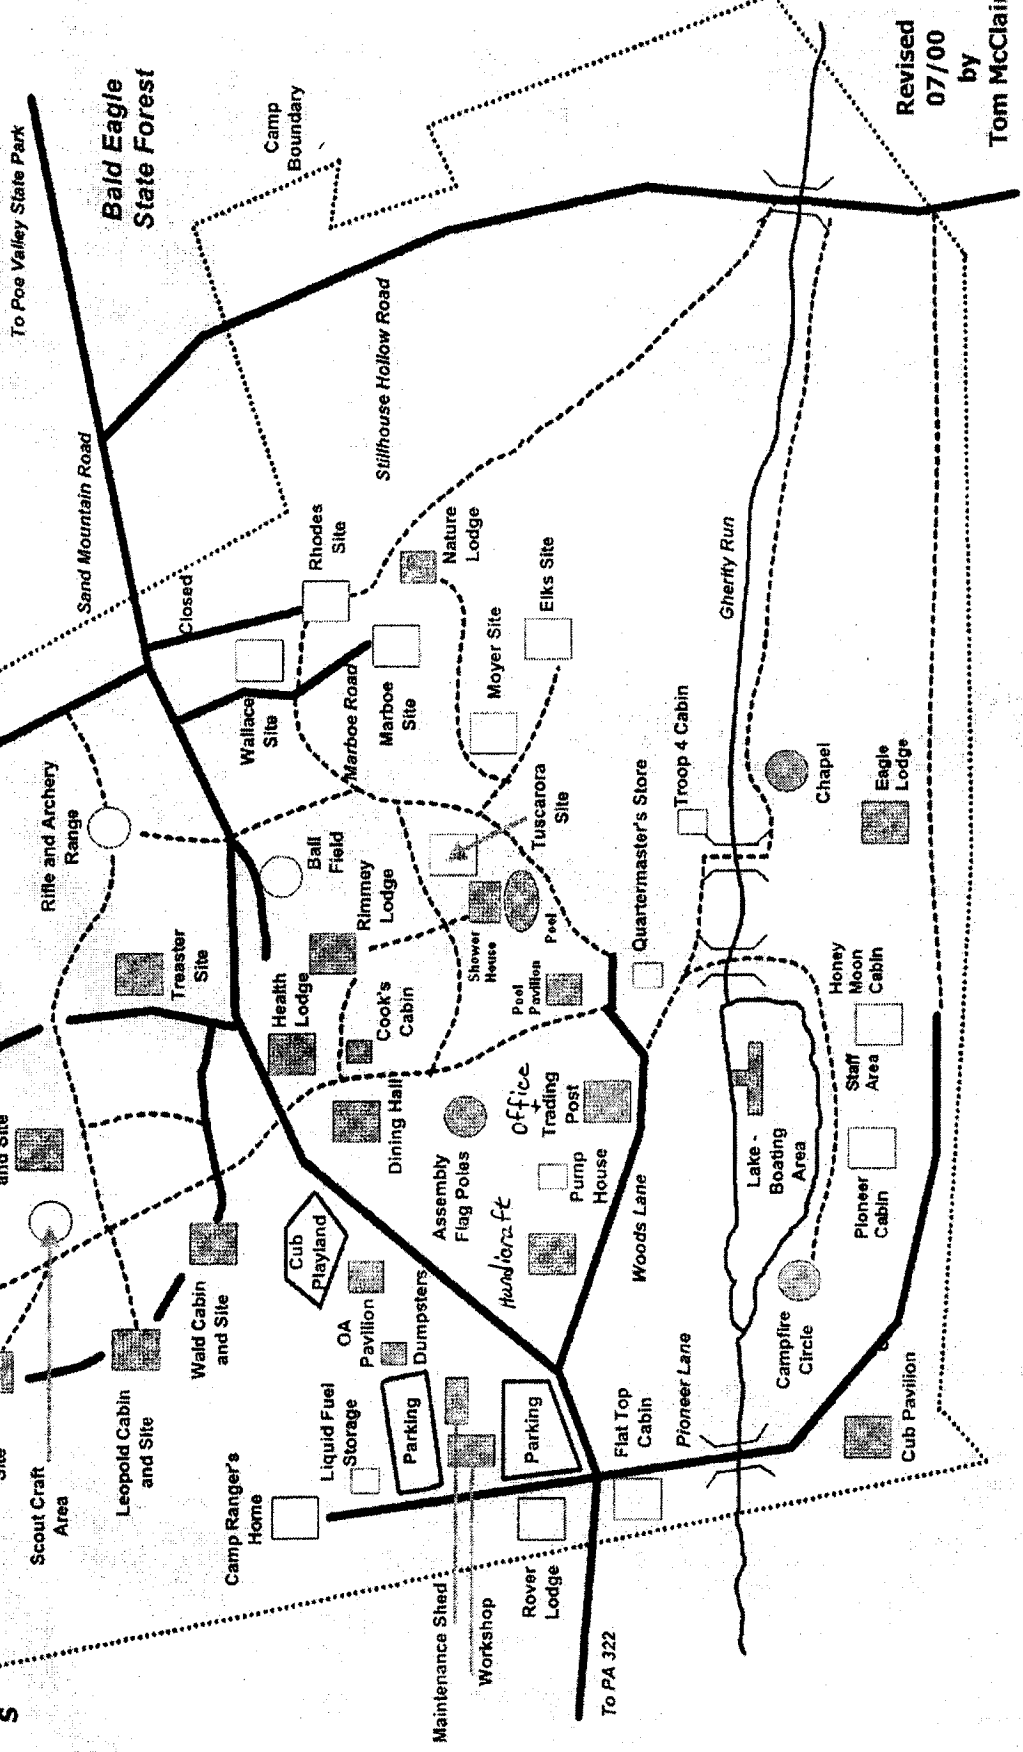 To Poe Valley State Park
Bald Eagle
State Forest
Camp
Boundary
Revised
07/00
by
Tom McClai
Sand Mountain Road
Stillhouse Hollow Road
Closed
Rhodes
Site
Nature
Lodge
Elks Site
Gherity Run
Wallace
Site
Marboe Road
Marboe
Site
Moyer Site
Tuscarora
Site
Troop 4 Cabin
Chapel
Eagle
Lodge
Rifle and Archery
Range
Ball
Field
Rimmey
Lodge
Shower
House
Pool
Pool
Pavilion
Quartermaster's Store
Treaster
Site
Health
Lodge
Cook's
Cabin
Honey
Moon
Cabin
Staff
Area
Dining Hall
Office
+
Trading
Post
Lake -
Boating
Area
and Site
Assembly
Flag Poles
Pump
House
Woods Lane
Pioneer
Cabin
Handcraft
Cub
Playland
OA
Pavilion
Dumpsters
Wald Cabin
and Site
Campfire
Circle
Leopold Cabin
and Site
Liquid Fuel
Storage
Parking
Parking
Flat Top
Cabin
Pioneer Lane
Cub Pavilion
Site
Scout Craft
Area
Camp Ranger's
Home
Maintenance Shed
Workshop
Rover
Lodge
To PA 322
s